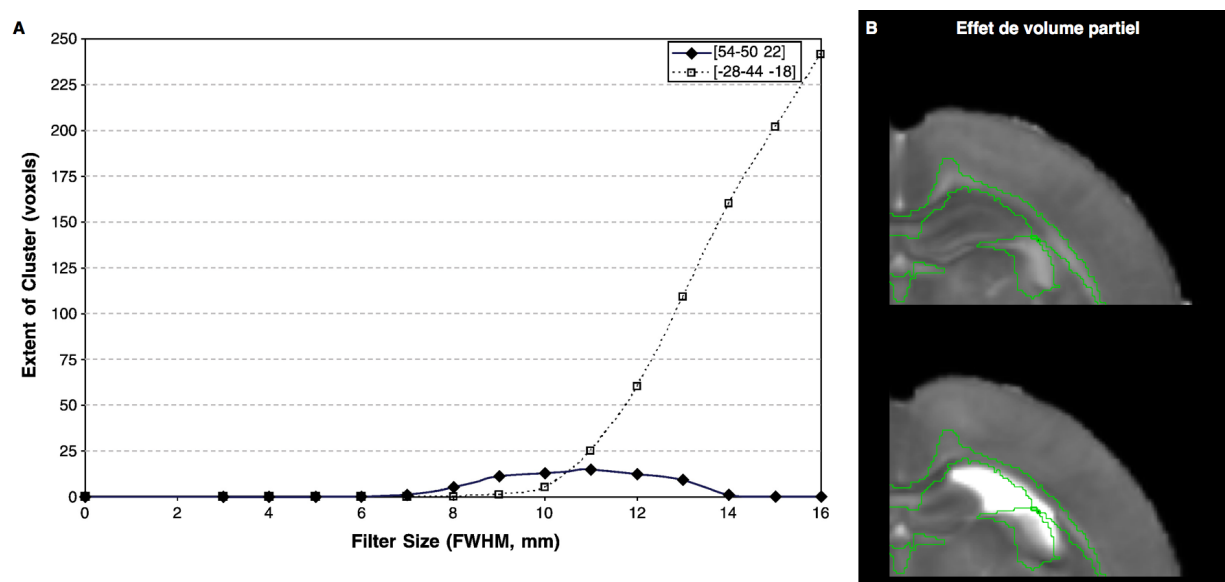 A
250
225
200
175
150
125
100
75
50
25
0
0 2 4 6 8 10 12 14 16
Extent of Cluster (voxels)
Filter Size (FWHM, mm)
[54-50 22]
[-28-44 -18]
B
Effet de volume partiel